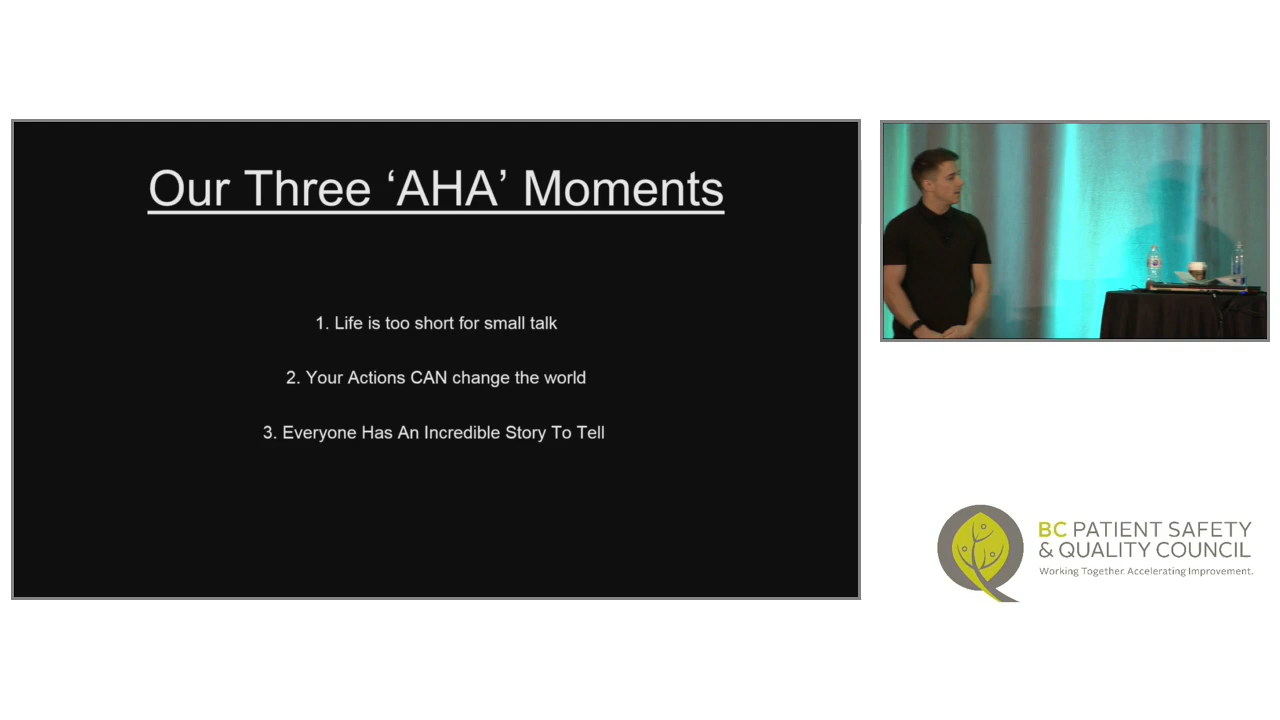 Our Three ‘AHA’ Moments
1. Life is too short for small talk
2. Your Actions CAN change the world
3. Everyone Has An Incredible Story To Tell
BC PATIENT SAFETY
& QUALITY COUNCIL
Working Together. Accelerating Improvement.